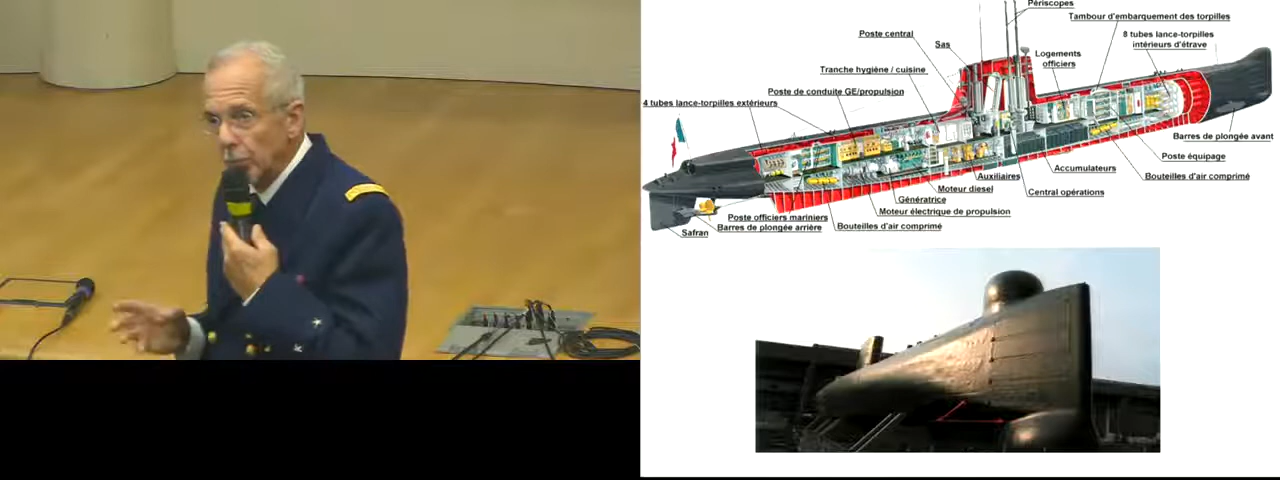 Périscopes
Tambour d'embarquement des torpilles
Poste central
8 tubes lance-torpilles
intérieurs d'étrave
Sas
Logements
officiers
Tranche hygiène / cuisine
Poste de conduite GE/propulsion
4 tubes lance-torpilles extérieurs
Barres de plongée avant
Poste équipage
Accumulateurs
Bouteilles d'air comprimé
Auxiliaires
Moteur diesel
Central opérations
Génératrice
Moteur électrique de propulsion
Poste officiers mariniers
Barres de plongée arrière
Bouteilles d'air comprimé
Safran